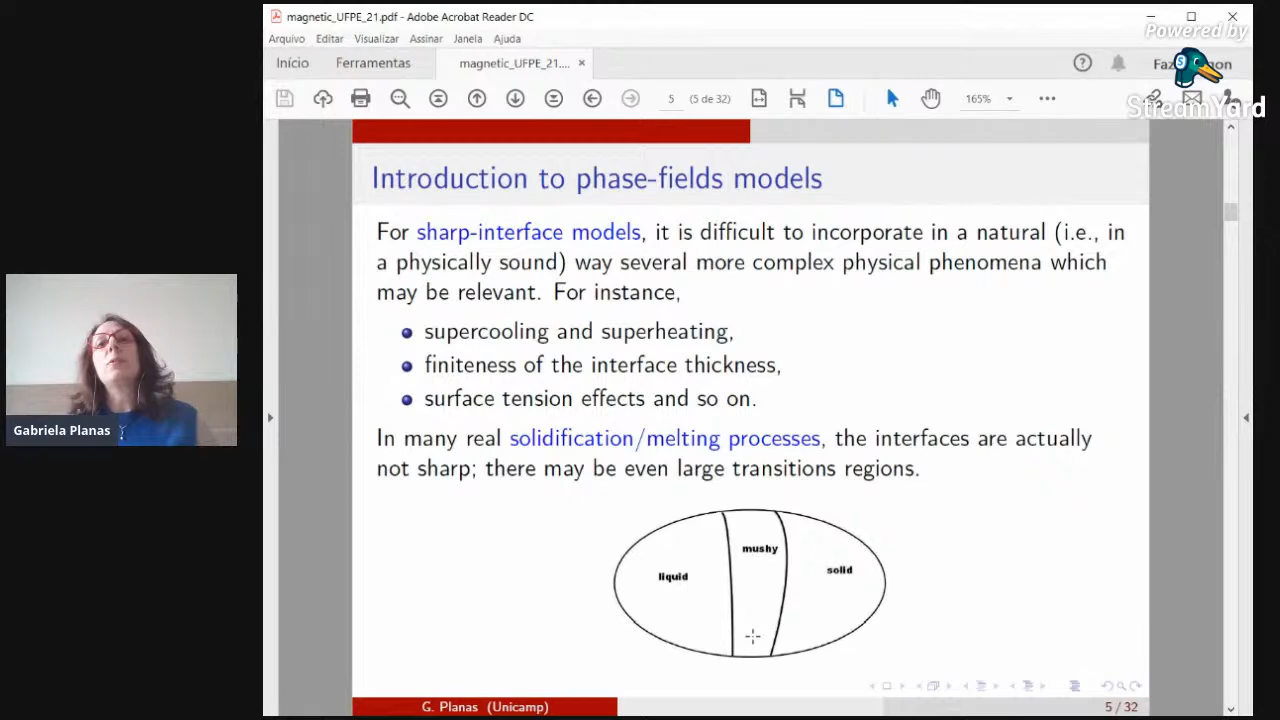 magnetic_UFPE_21.pdf - Adobe Acrobat Reader DC
Powered by
Arquivo Editar Visualizar Assinar Janela Ajuda
Início Ferramentas magnetic_UFPE_21.... ×
StreamYard
5 (5 de 32) 165%
Introduction to phase-fields models
For sharp-interface models, it is difficult to incorporate in a natural (i.e., in
a physically sound) way several more complex physical phenomena which
may be relevant. For instance,
supercooling and superheating,
finiteness of the interface thickness,
surface tension effects and so on.
In many real solidification/melting processes, the interfaces are actually
not sharp; there may be even large transitions regions.
mushy
liquid
solid
Gabriela Planas
G. Planas (Unicamp)
5 / 32